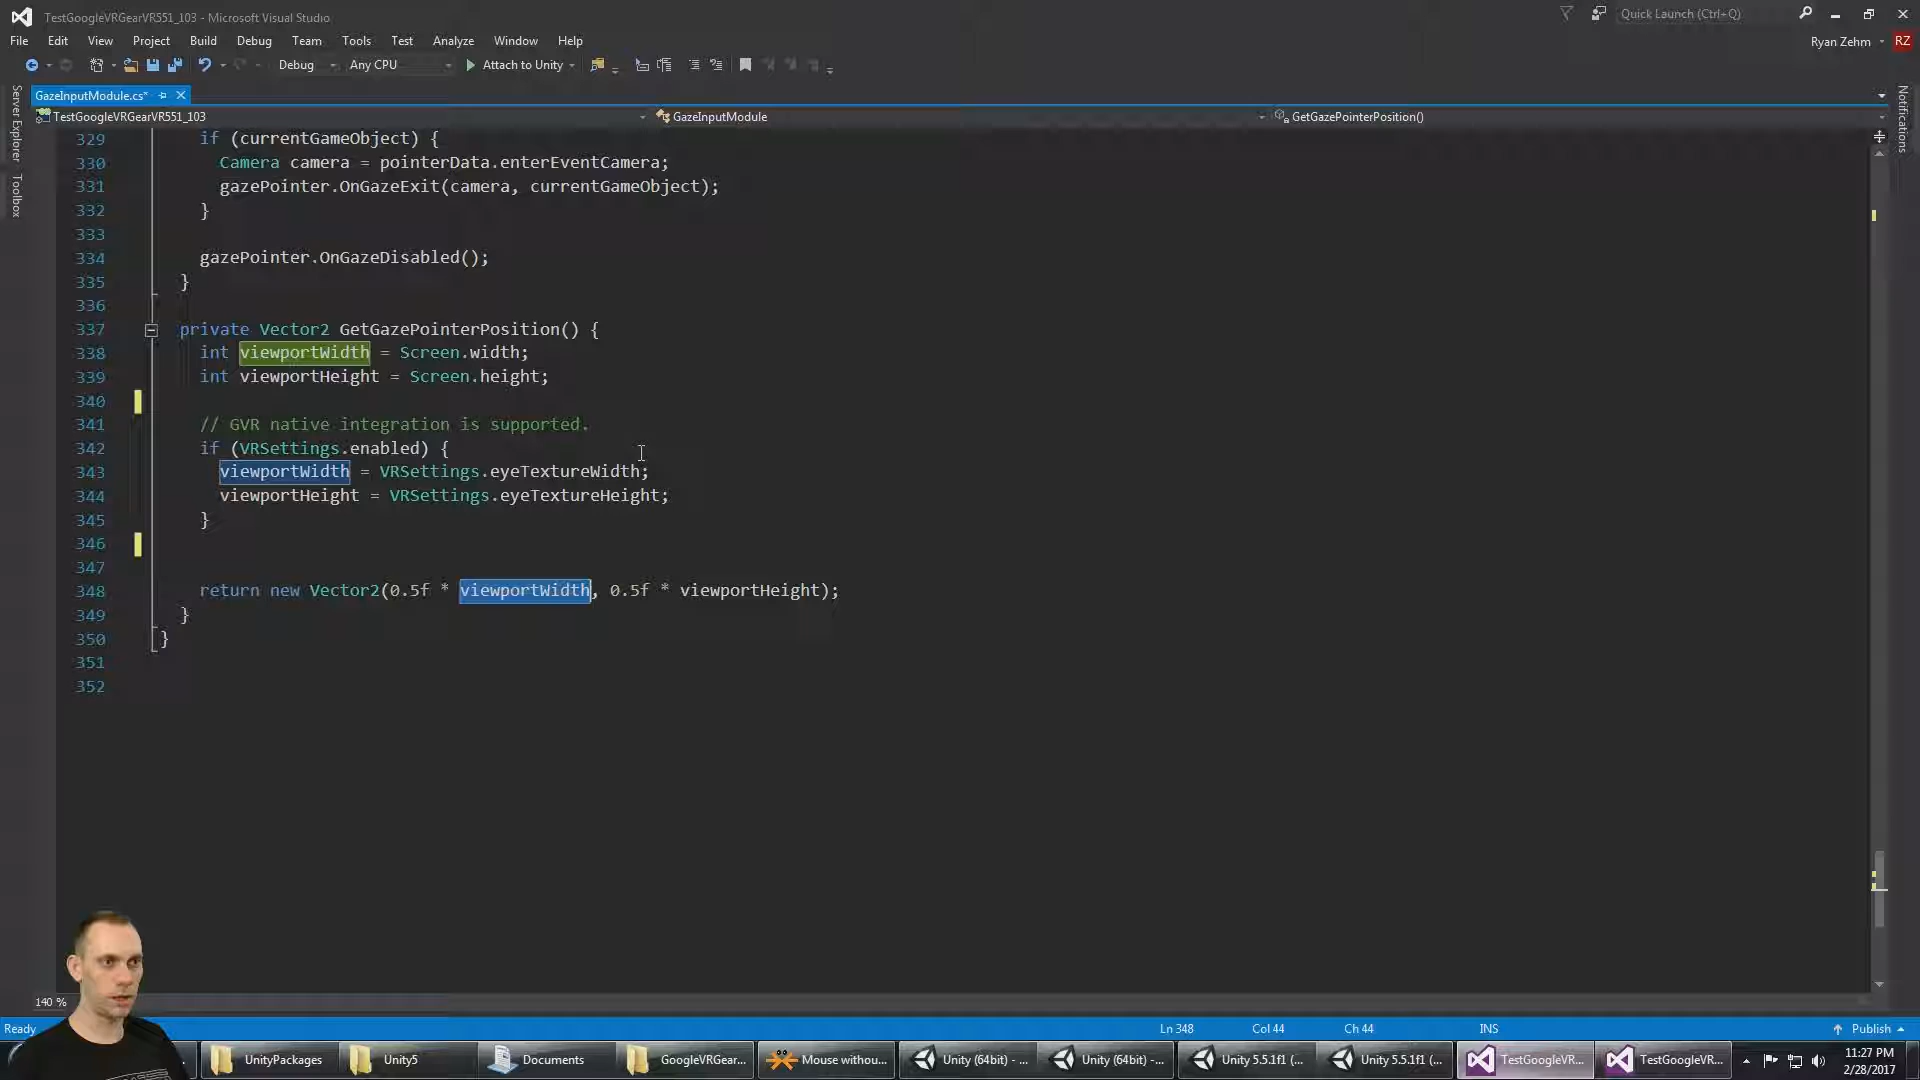 TestGoogleVRGearVR551_103 - Microsoft Visual Studio
Quick Launch (Ctrl+Q)
File Edit View Project Build Debug Team Tools Test Analyze Window Help
Ryan Zehm RZ
Debug Any CPU Attach to Unity
GazeInputModule.cs*
TestGoogleVRGearVR551_103 GazeInputModule GetGazePointerPosition()
Server Explorer
Toolbox
Notifications
329 if (currentGameObject) {
330 Camera camera = pointerData.enterEventCamera;
331 gazePointer.OnGazeExit(camera, currentGameObject);
332 }
333
334 gazePointer.OnGazeDisabled();
335 }
336
337 private Vector2 GetGazePointerPosition() {
338 int viewportWidth = Screen.width;
339 int viewportHeight = Screen.height;
340
341 // GVR native integration is supported.
342 if (VRSettings.enabled) {
343 viewportWidth = VRSettings.eyeTextureWidth;
344 viewportHeight = VRSettings.eyeTextureHeight;
345 }
346
347
348 return new Vector2(0.5f * viewportWidth, 0.5f * viewportHeight);
349 }
350 }
351
352
140 %
Ready Ln 348 Col 44 Ch 44 INS Publish
UnityPackages Unity5 Documents GoogleVRGear... Mouse withou... Unity (64bit) - ... Unity (64bit) -... Unity 5.5.1f1 (... Unity 5.5.1f1 (... TestGoogleVR... TestGoogleVR...
11:27 PM
2/28/2017